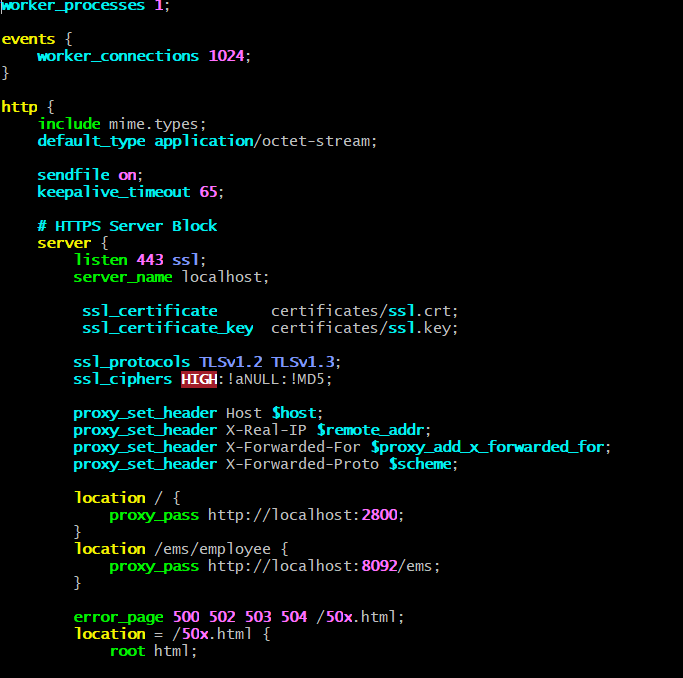 worker_processes 1;
events {
worker_connections 1024;
}
http {
include mime.types;
default_type application/octet-stream;
sendfile on;
keepalive_timeout 65;
# HTTPS Server Block
server {
listen 443 ssl;
server_name localhost;
ssl_certificate certificates/ssl.crt;
ssl_certificate_key certificates/ssl.key;
ssl_protocols TLSv1.2 TLSv1.3;
ssl_ciphers HIGH:!aNULL:!MD5;
proxy_set_header Host $host;
proxy_set_header X-Real-IP $remote_addr;
proxy_set_header X-Forwarded-For $proxy_add_x_forwarded_for;
proxy_set_header X-Forwarded-Proto $scheme;
location / {
proxy_pass http://localhost:2800;
}
location /ems/employee {
proxy_pass http://localhost:8092/ems;
}
error_page 500 502 503 504 /50x.html;
location = /50x.html {
root html;